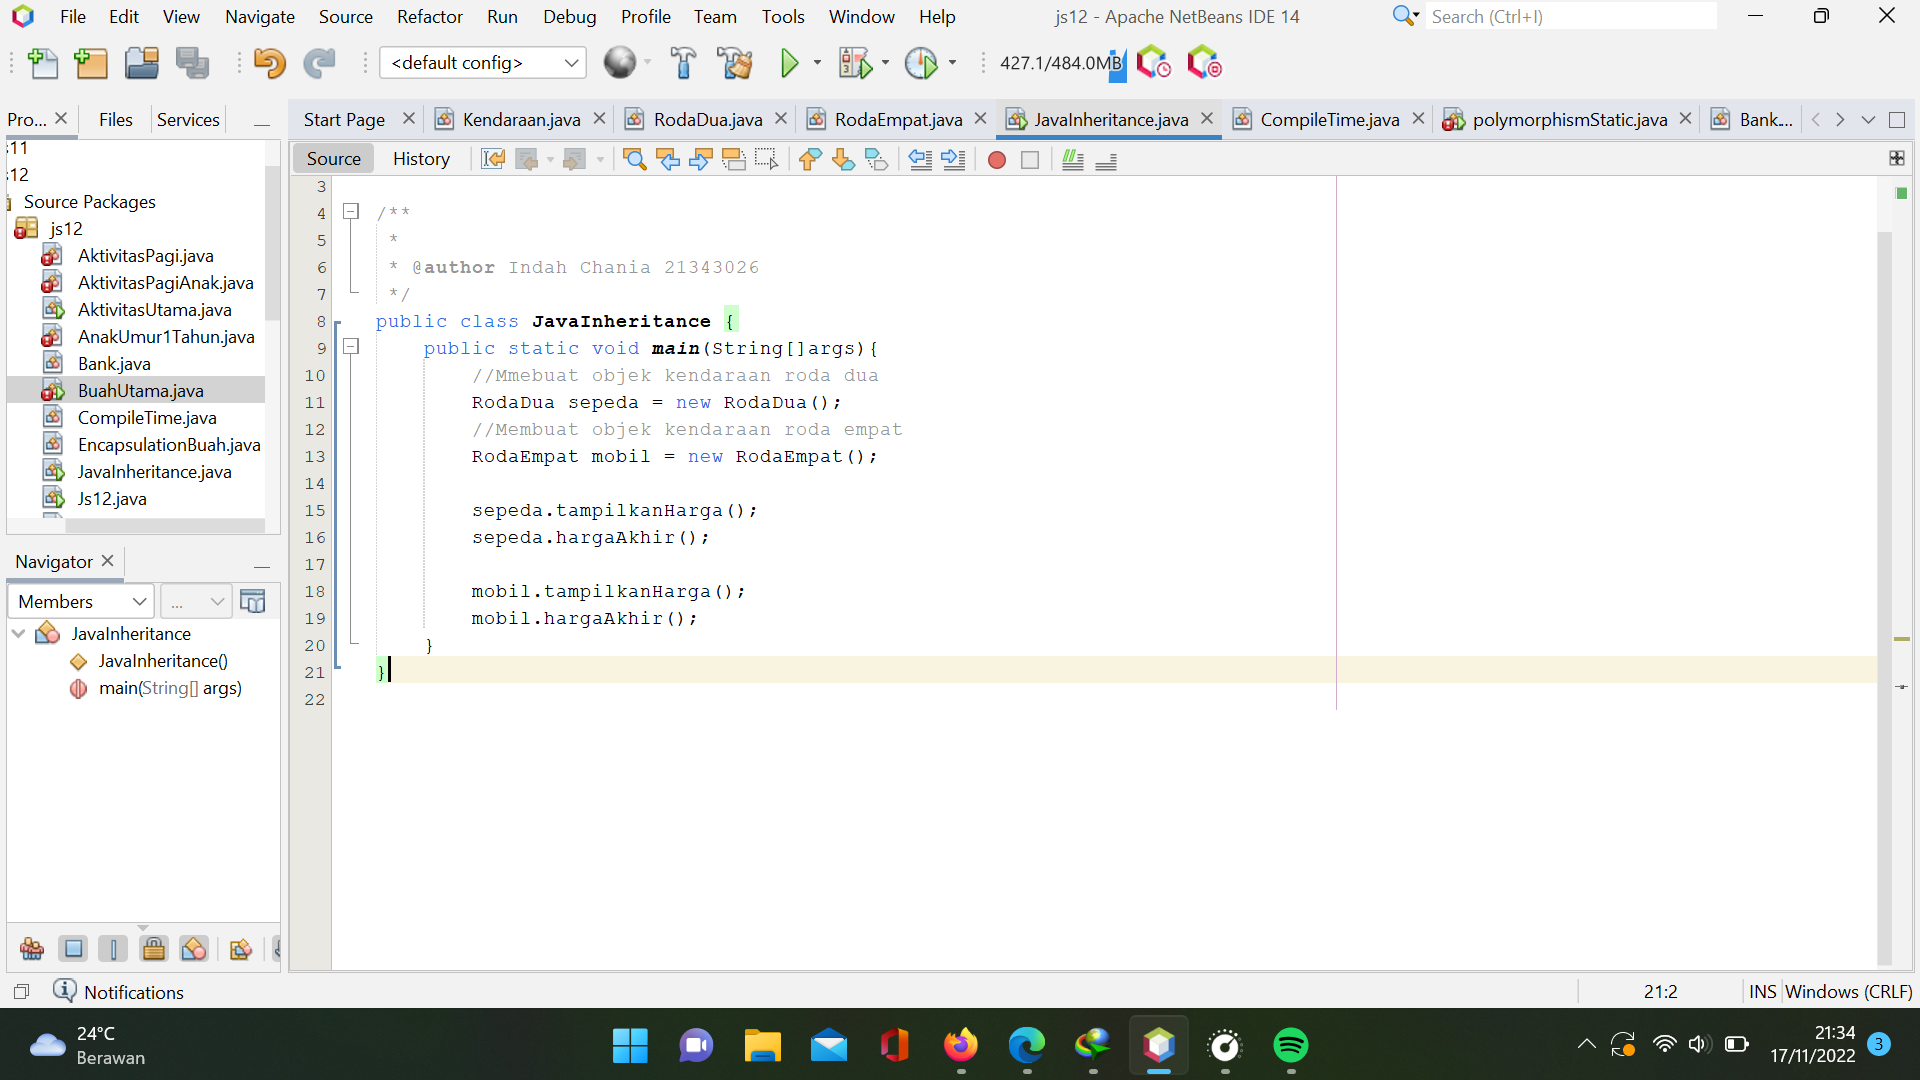 File Edit View Navigate Source Refactor Run Debug Profile Team Tools Window Help js12 - Apache NetBeans IDE 14 Search (Ctrl+I)
<default config> 427.1/484.0MB
Pro... Files Services Start Page Kendaraan.java RodaDua.java RodaEmpat.java JavaInheritance.java CompileTime.java polymorphismStatic.java Bank...
Source History
:11
:12
Source Packages
js12
AktivitasPagi.java
AktivitasPagiAnak.java
AktivitasUtama.java
AnakUmur1Tahun.java
Bank.java
BuahUtama.java
CompileTime.java
EncapsulationBuah.java
JavaInheritance.java
Js12.java
Navigator
Members ...
JavaInheritance
JavaInheritance()
main(String[] args)
3
4 /**
5 *
6 * @author Indah Chania 21343026
7 */
8 public class JavaInheritance {
9 public static void main(String[]args){
10 //Mmebuat objek kendaraan roda dua
11 RodaDua sepeda = new RodaDua();
12 //Membuat objek kendaraan roda empat
13 RodaEmpat mobil = new RodaEmpat();
14
15 sepeda.tampilkanHarga();
16 sepeda.hargaAkhir();
17
18 mobil.tampilkanHarga();
19 mobil.hargaAkhir();
20 }
21 }
22
Notifications 21:2 INS Windows (CRLF)
24°C
Berawan
21:34
17/11/2022
3